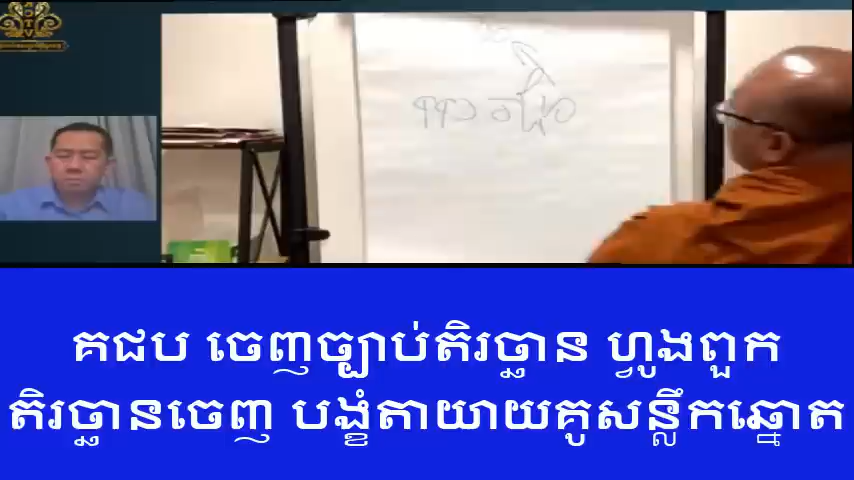 AOTV
គជប ចេញច្បាប់តិរច្ឆាន ហ្វូងពួក
តិរច្ឆានចេញ បង្ខំតាយាយគូសន្លឹកឆ្នោត